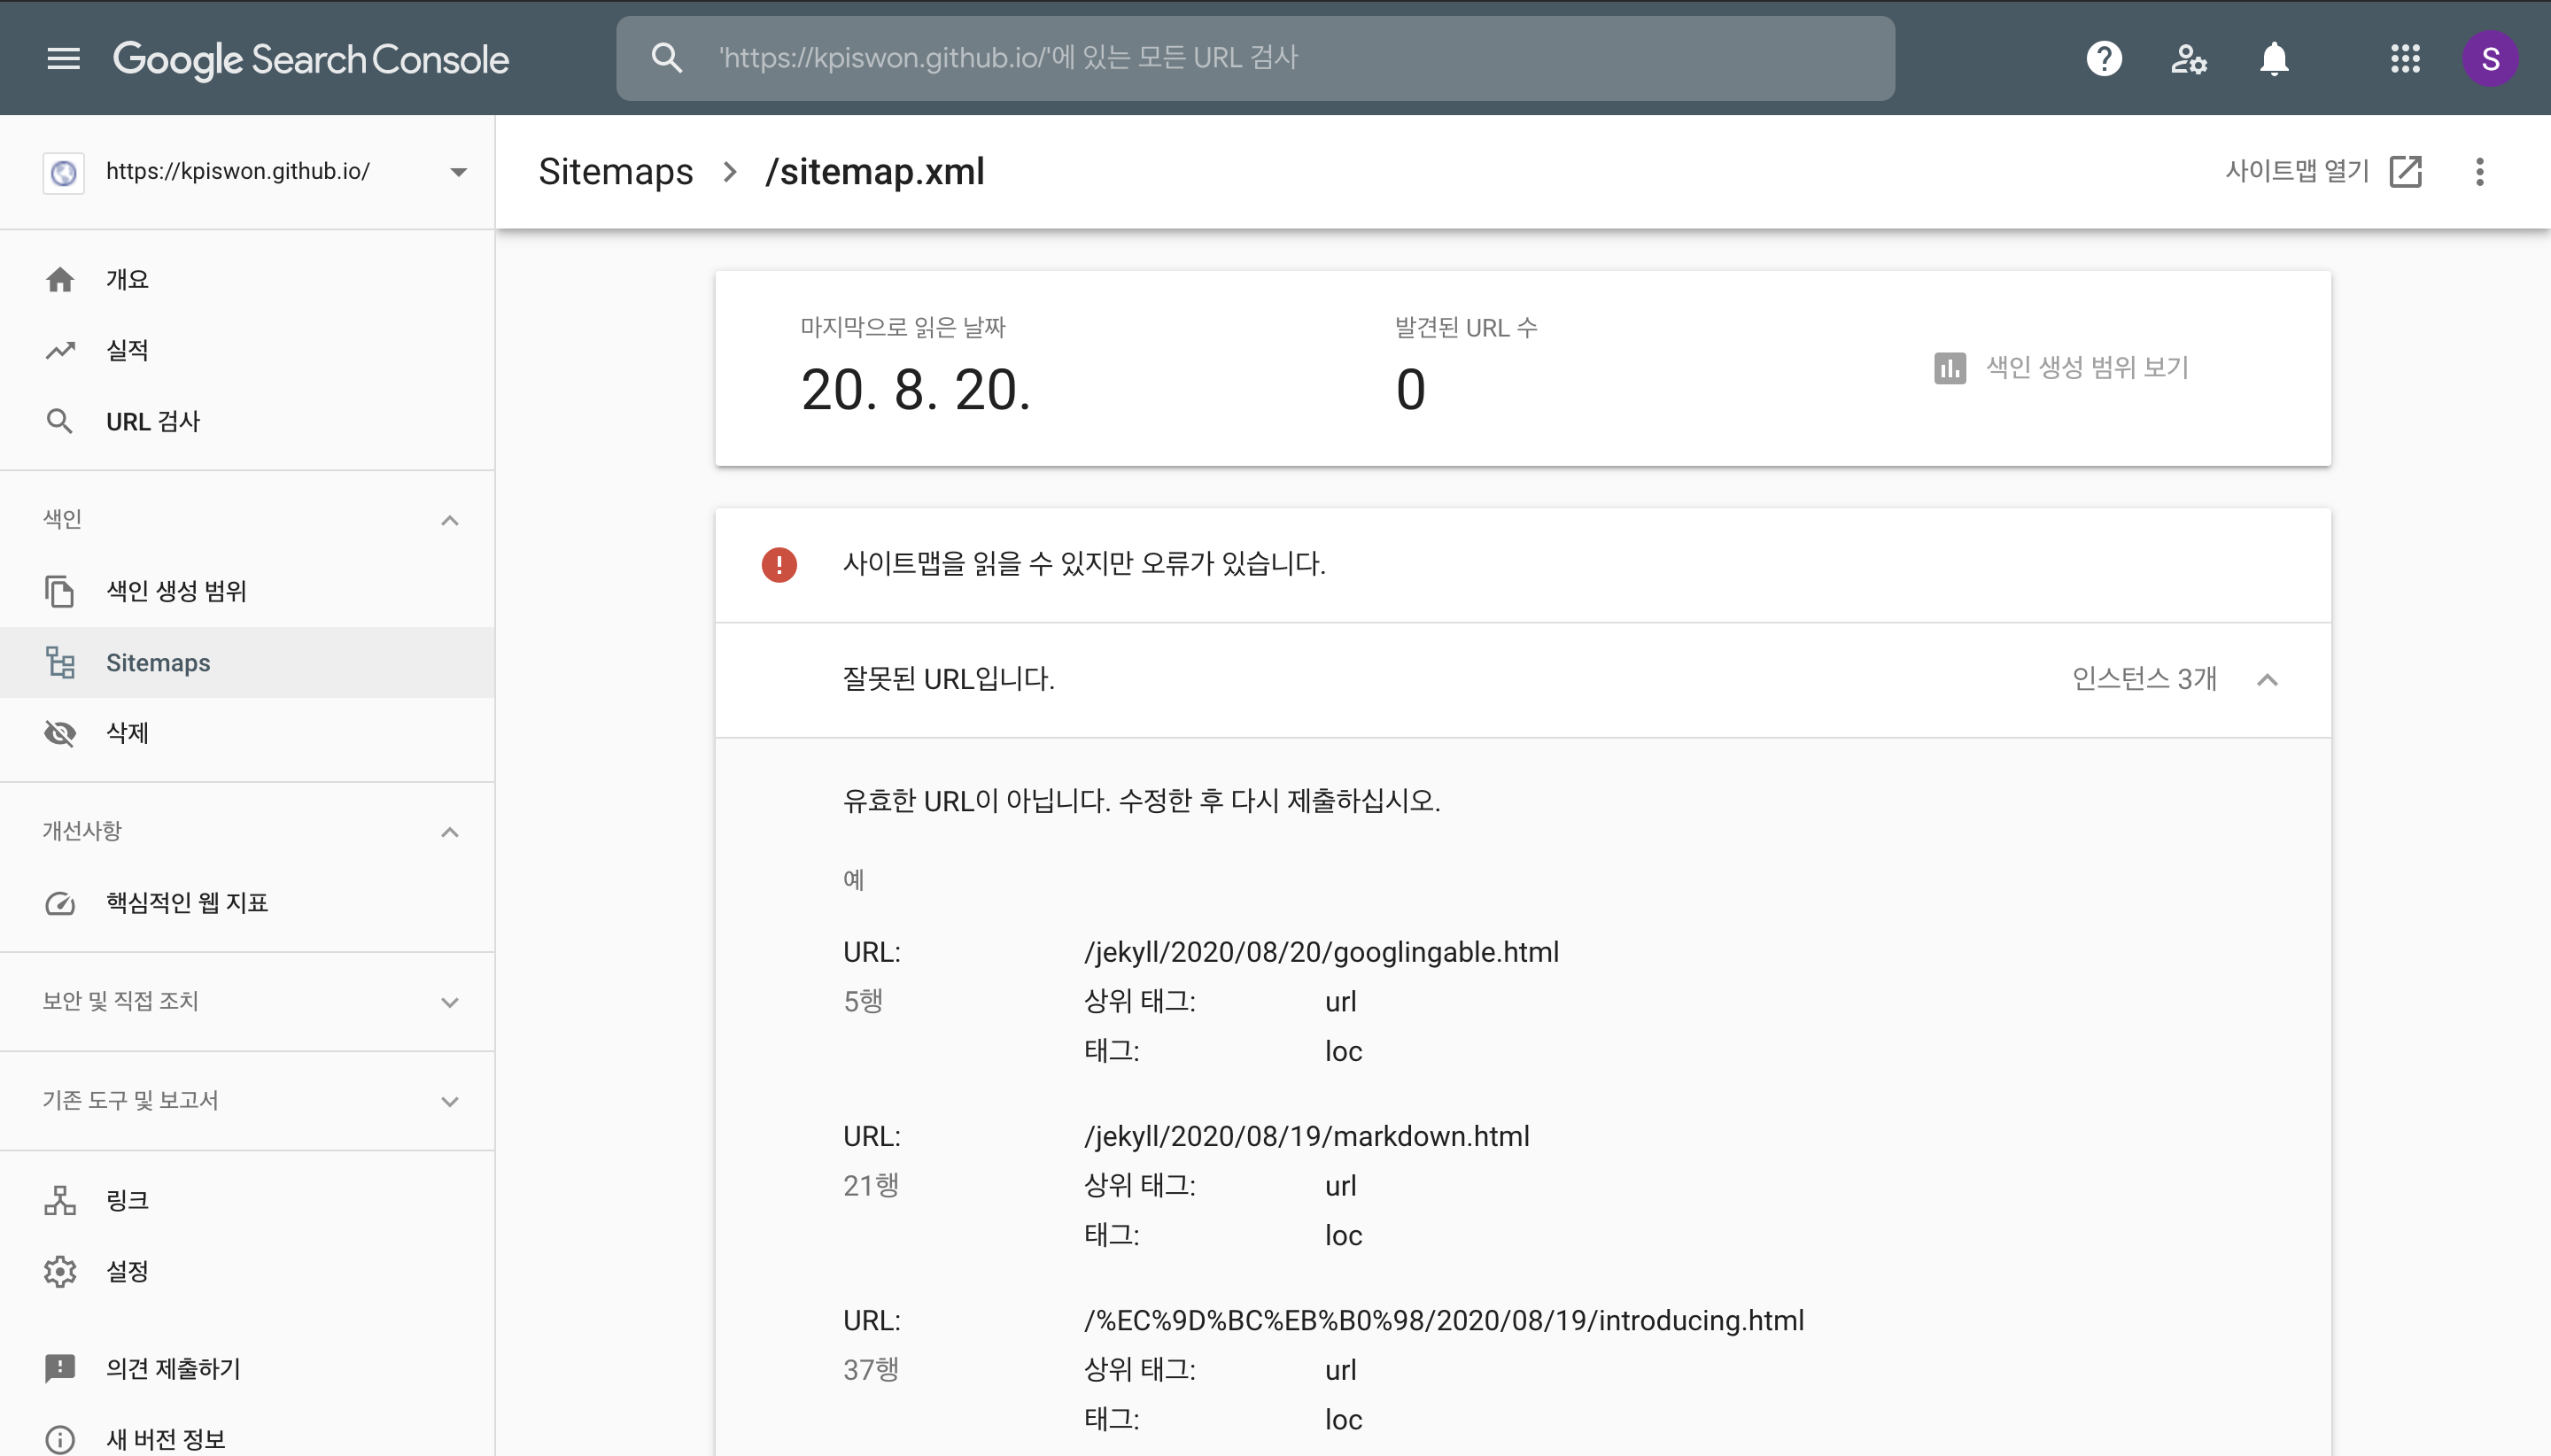 Google Search Console
'https://kpiswon.github.io/'에 있는 모든 URL 검사
S
https://kpiswon.github.io/
Sitemaps > /sitemap.xml
사이트맵 열기
개요
실적
URL 검사
색인
색인 생성 범위
Sitemaps
삭제
개선사항
핵심적인 웹 지표
보안 및 직접 조치
기존 도구 및 보고서
링크
설정
의견 제출하기
새 버전 정보
마지막으로 읽은 날짜
20. 8. 20.
발견된 URL 수
0
색인 생성 범위 보기
사이트맵을 읽을 수 있지만 오류가 있습니다.
잘못된 URL입니다.
인스턴스 3개
유효한 URL이 아닙니다. 수정한 후 다시 제출하십시오.
예
URL: /jekyll/2020/08/20/googlingable.html
5행 상위 태그: url
태그: loc
URL: /jekyll/2020/08/19/markdown.html
21행 상위 태그: url
태그: loc
URL: /%EC%9D%BC%EB%B0%98/2020/08/19/introducing.html
37행 상위 태그: url
태그: loc